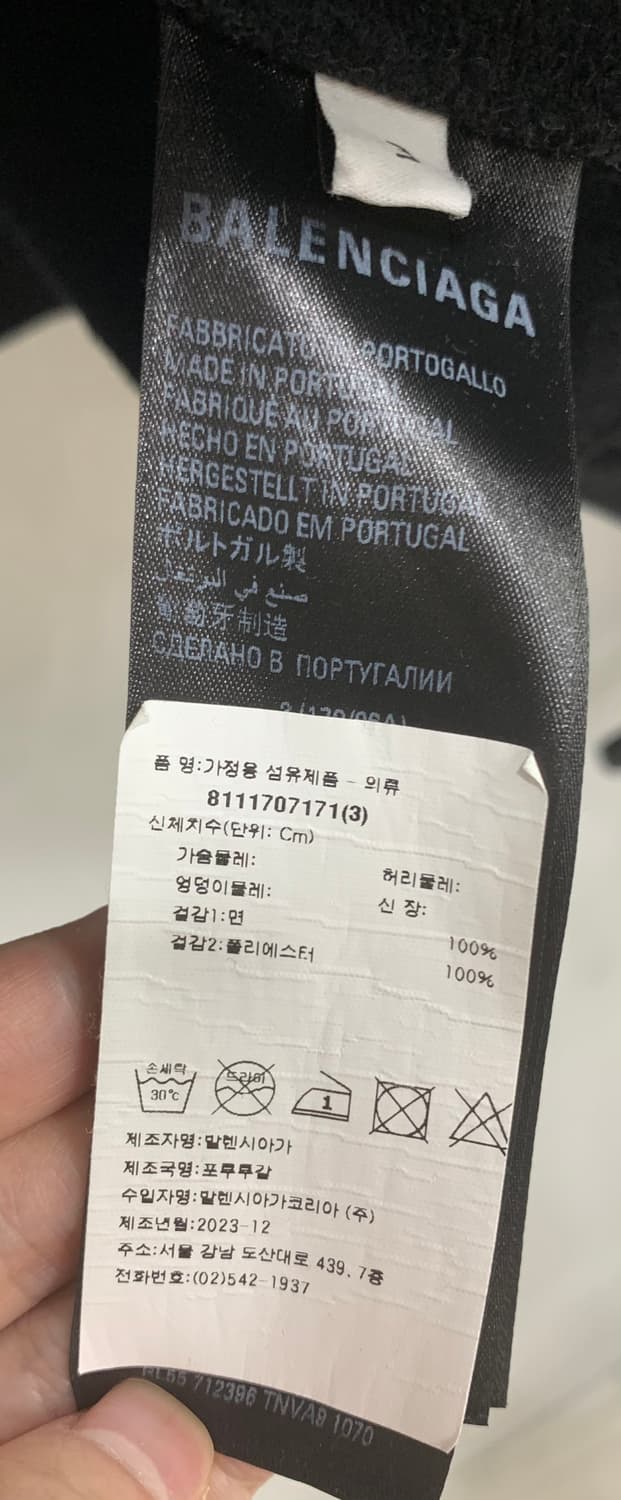 BALENCIAGA
FABBRICATO IN PORTOGALLO
MADE IN PORTUGAL
FABRIQUÉ AU PORTUGAL
HECHO EN PORTUGAL
HERGESTELLT IN PORTUGAL
FABRICADO EM PORTUGAL
ポルトガル製
صنع في البرتغال
葡萄牙制造
СДЕЛАНО В ПОРТУГАЛИИ
품 명:가정용 섬유제품 - 의류
8111707171(3)
신체치수(단위: Cm)
가슴둘레: 허리둘레:
엉덩이둘레: 신 장:
겉감1:면 100%
겉감2:폴리에스터 100%
손세탁 드라이
30℃ 1
제조자명:발렌시아가
제조국명:포루투갈
수입자명:발렌시아가코리아 (주)
제조년월:2023-12
주소:서울 강남 도산대로 439, 7층
전화번호:(02)542-1937
712396 TNVA9 1070